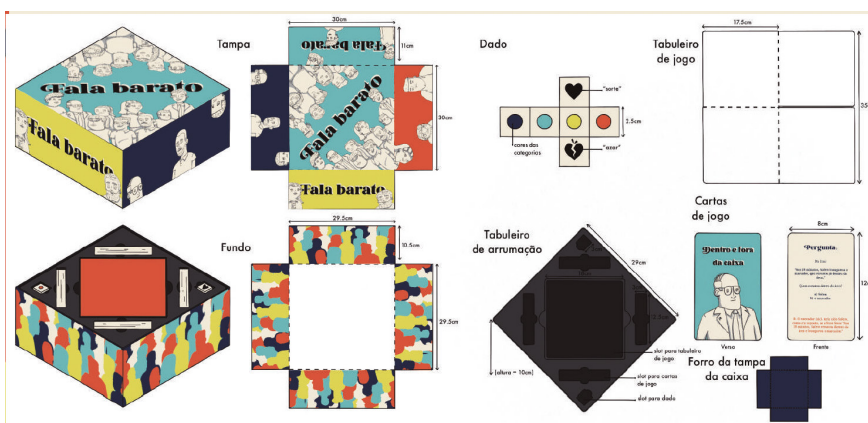 Fala barato
Fala barato
Tampa
30cm
Fala barato
11cm
Fala barato
30cm
Fala barato
Dado
"sorte"
2.5cm
cores das
categorias
"azar"
Tabuleiro
de jogo
17.5cm
Fundo
29.5cm
10.5cm
29.5cm
Tabuleiro
de arrumação
29cm
(altura = 10cm)
slot para tabuleiro
de jogo
slot para cartas
de jogo
slot para dado
Cartas
de jogo
Dentro e fora
da caixa
Verso
8cm
Pergunta.
Frente
Forro da tampa
da caixa